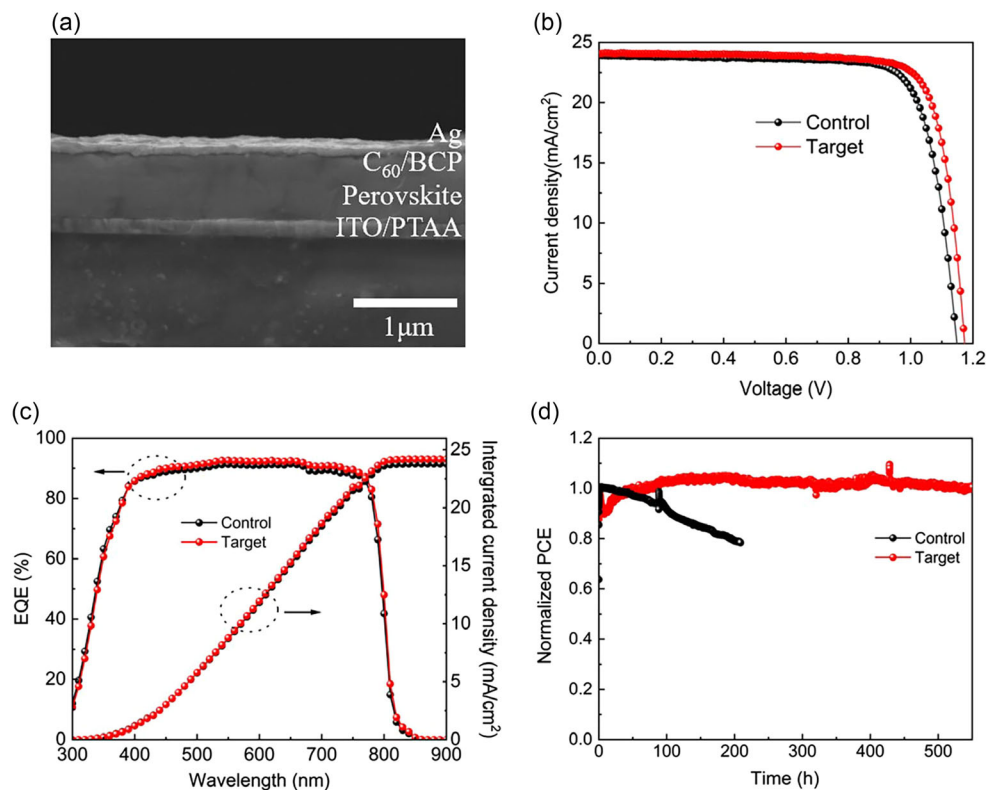 (a)
Ag
C₆₀/BCP
Perovskite
ITO/PTAA
1μm
(b)
25
20
15
10
5
0
0.0 0.2 0.4 0.6 0.8 1.0 1.2
Current density(mA/cm²)
Voltage (V)
Control
Target
(c)
100
80
60
40
20
0
300 400 500 600 700 800 900
EQE (%)
Wavelength (nm)
25
20
15
10
5
0
Intergrated current density (mA/cm²)
Control
Target
(d)
1.2
1.0
0.8
0.6
0.4
0.2
0.0
0 100 200 300 400 500
Normalized PCE
Time (h)
Control
Target